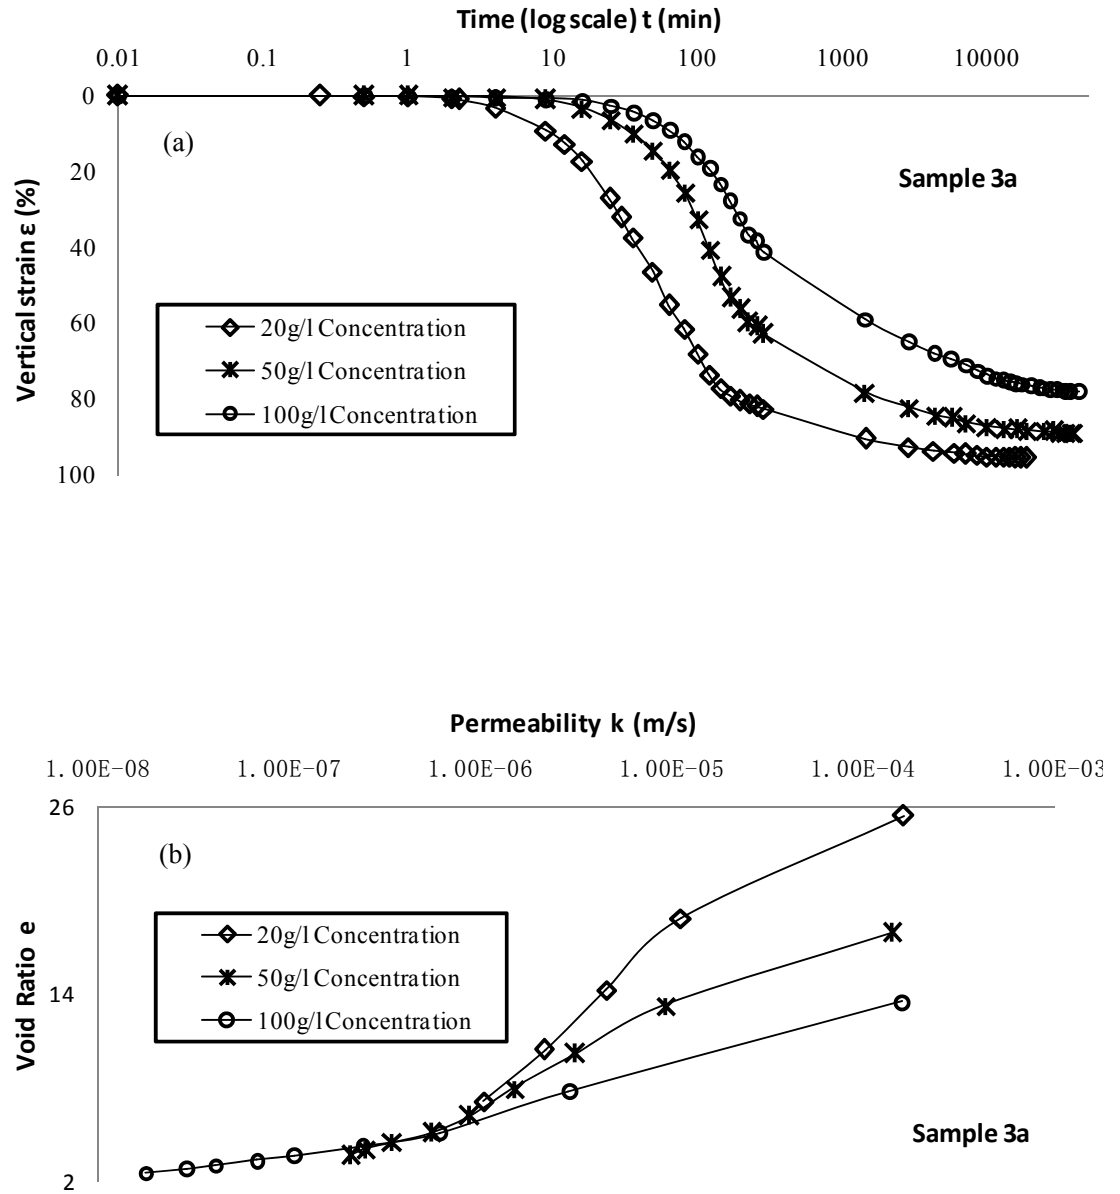 Time (log scale) t (min)
0.01 0.1 1 10 100 1000 10000
0
(a)
20
Sample 3a
40
60
80
100
Vertical strain ε (%)
20g/l Concentration
50g/l Concentration
100g/l Concentration
Permeability k (m/s)
1.00E-08 1.00E-07 1.00E-06 1.00E-05 1.00E-04 1.00E-03
26
(b)
14
2
Void Ratio e
20g/l Concentration
50g/l Concentration
100g/l Concentration
Sample 3a